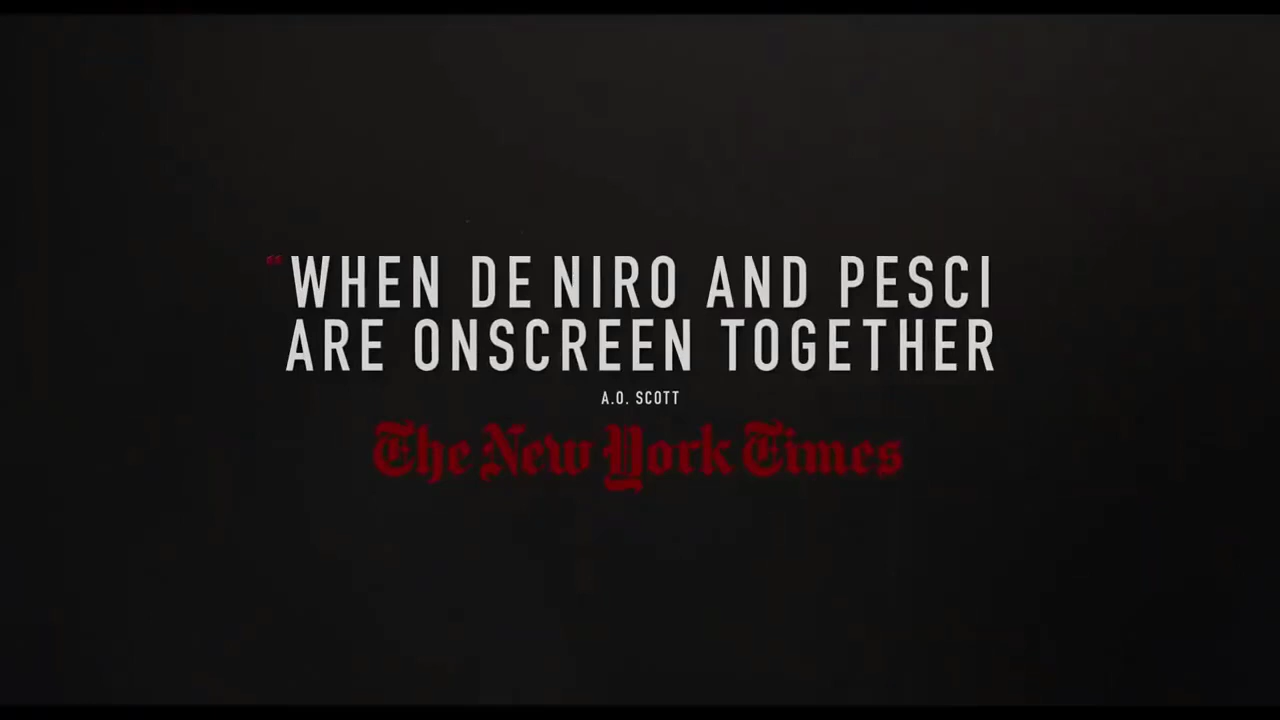 “WHEN DE NIRO AND PESCI
ARE ONSCREEN TOGETHER
A.O. SCOTT
The New York Times